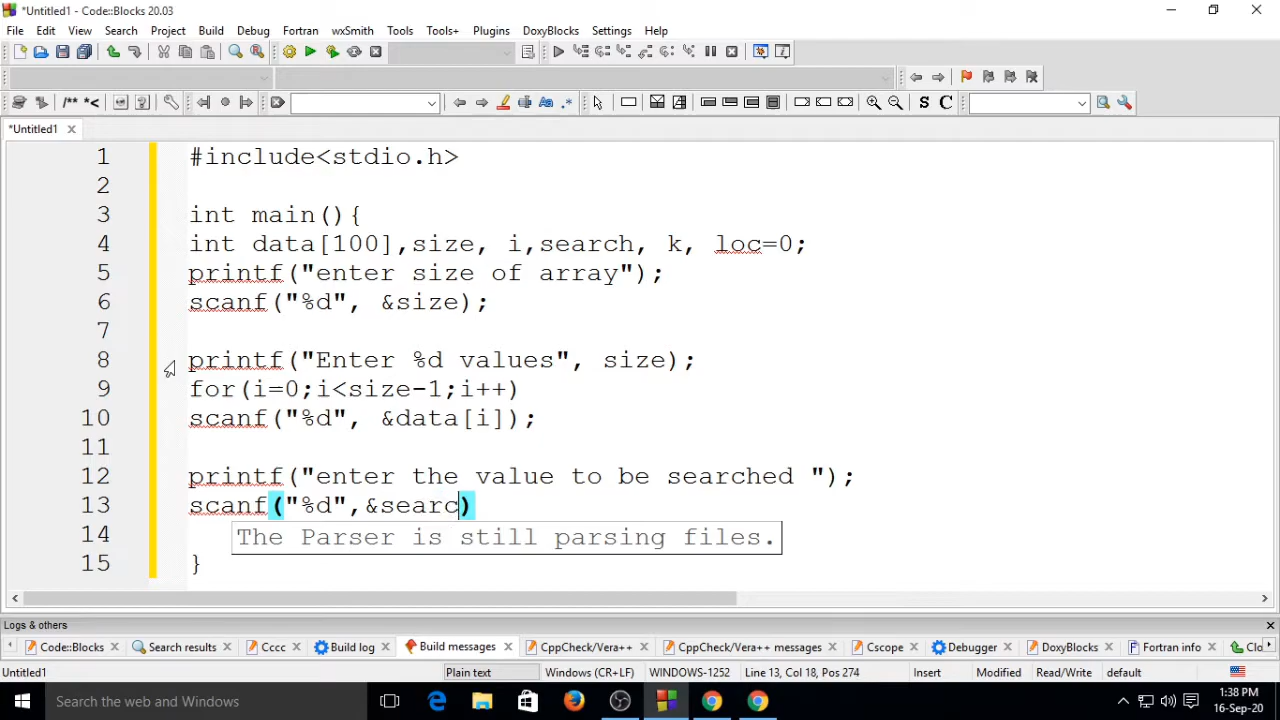 *Untitled1 - Code::Blocks 20.03
File Edit View Search Project Build Debug Fortran wxSmith Tools Tools+ Plugins DoxyBlocks Settings Help
/** *< S C
*Untitled1
1 #include<stdio.h>
2
3 int main(){
4 int data[100],size, i,search, k, loc=0;
5 printf("enter size of array");
6 scanf("%d", &size);
7
8 printf("Enter %d values", size);
9 for(i=0;i<size-1;i++)
10 scanf("%d", &data[i]);
11
12 printf("enter the value to be searched ");
13 scanf("%d",&searc)
14 The Parser is still parsing files.
15 }
Logs & others
Code::Blocks Search results Cccc Build log Build messages CppCheck/Vera++ CppCheck/Vera++ messages Cscope Debugger DoxyBlocks Fortran info Clo
Untitled1 Plain text Windows (CR+LF) WINDOWS-1252 Line 13, Col 18, Pos 274 Insert Modified Read/Write default
Search the web and Windows
1:38 PM
16-Sep-20